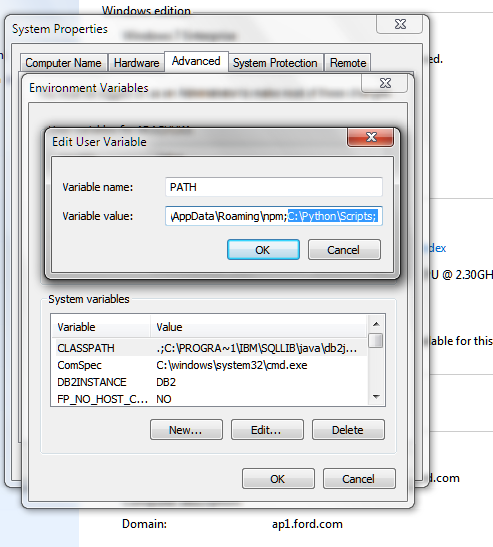 Windows edition
System Properties
Computer Name Hardware Advanced System Protection Remote
ed.
Environment Variables
Edit User Variable
Variable name: PATH
Variable value: \AppData\Roaming\npm;C:\Python\Scripts;
OK Cancel
dex
U @ 2.30GH
System variables
Variable Value
CLASSPATH .;C:\PROGRA~1\IBM\SQLLIB\java\db2j...
able for this
ComSpec C:\windows\system32\cmd.exe
DB2INSTANCE DB2
FP_NO_HOST_C... NO
New... Edit... Delete
OK Cancel
d.com
Domain: ap1.ford.com